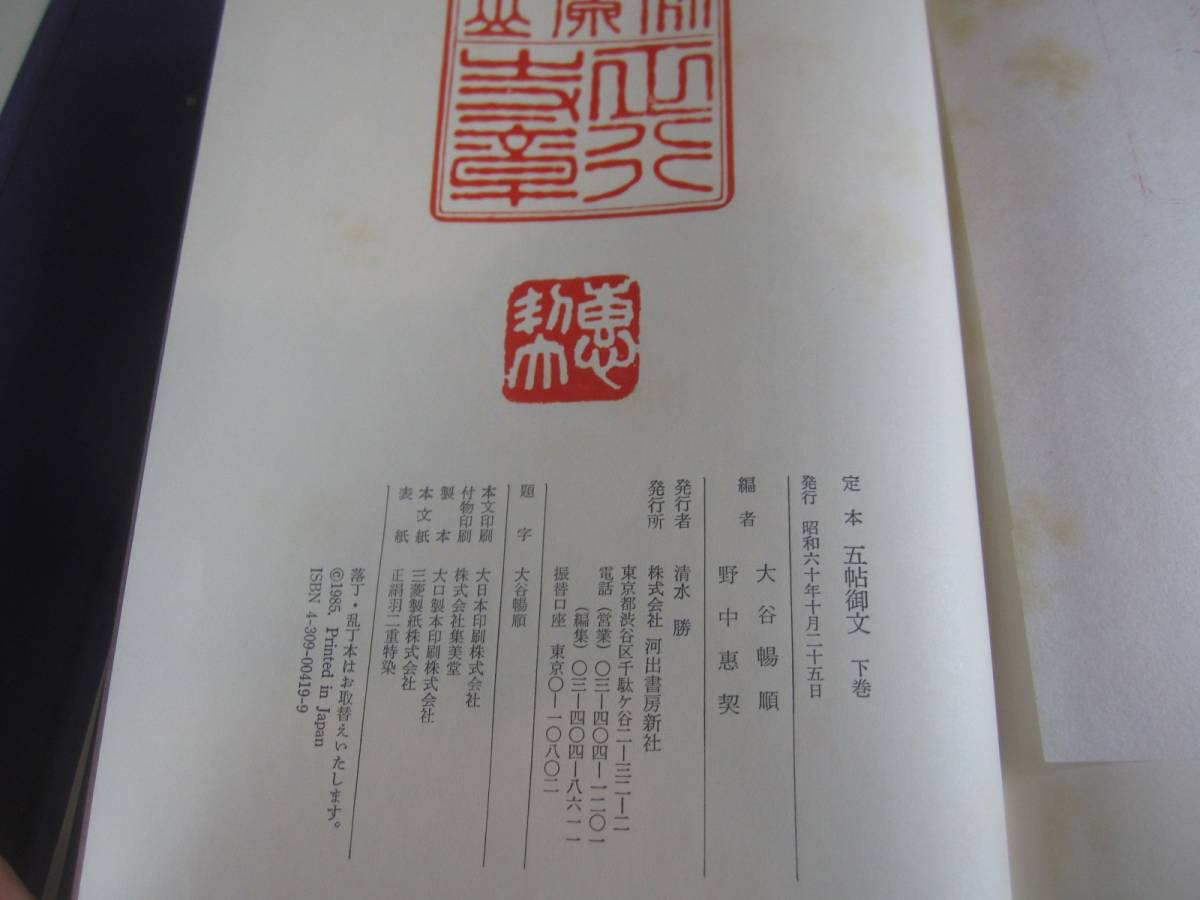 惠契
定本 五帖御文 下巻
発行 昭和六十年十月二十五日
編者 大谷暢順
野中惠契
発行者 清水勝
発行所 株式会社 河出書房新社
東京都渋谷区千駄ケ谷二―三二―二
電話(営業)〇三―四〇四―一二〇一
(編集)〇三―四〇四―八六一一
振替口座 東京〇―一〇八〇二
題字 大谷暢順
本文印刷 大日本印刷株式会社
付物印刷 株式会社集美堂
製本 大口製本印刷株式会社
本文紙 三菱製紙株式会社
表紙 正絹羽二重特染
落丁・乱丁本はお取替えいたします。
©1985, Printed in Japan
ISBN 4-309-00419-9